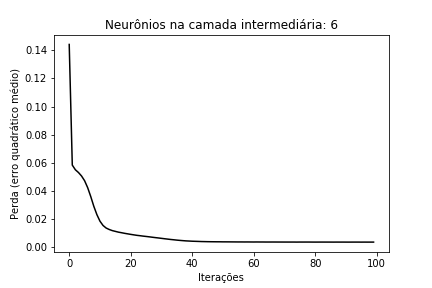 Neurônios na camada intermediária: 6
Perda (erro quadrático médio)
0.14
0.12
0.10
0.08
0.06
0.04
0.02
0.00
0 20 40 60 80 100
Iterações